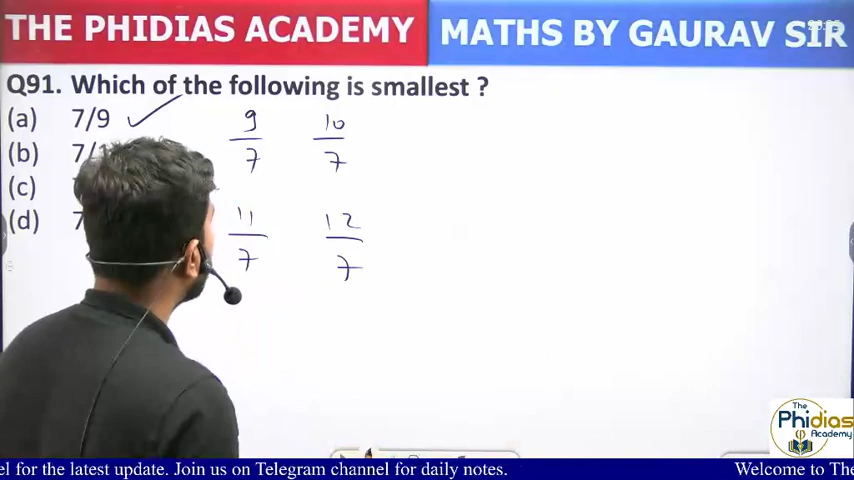 THE PHIDIAS ACADEMY MATHS BY GAURAV SIR
Q91. Which of the following is smallest ?
(a) 7/9
(b) 7/
(c)
(d)
9/7 10/7
11/7 12/7
The
Phidias
Academy
el for the latest update. Join us on Telegram channel for daily notes. Welcome to The